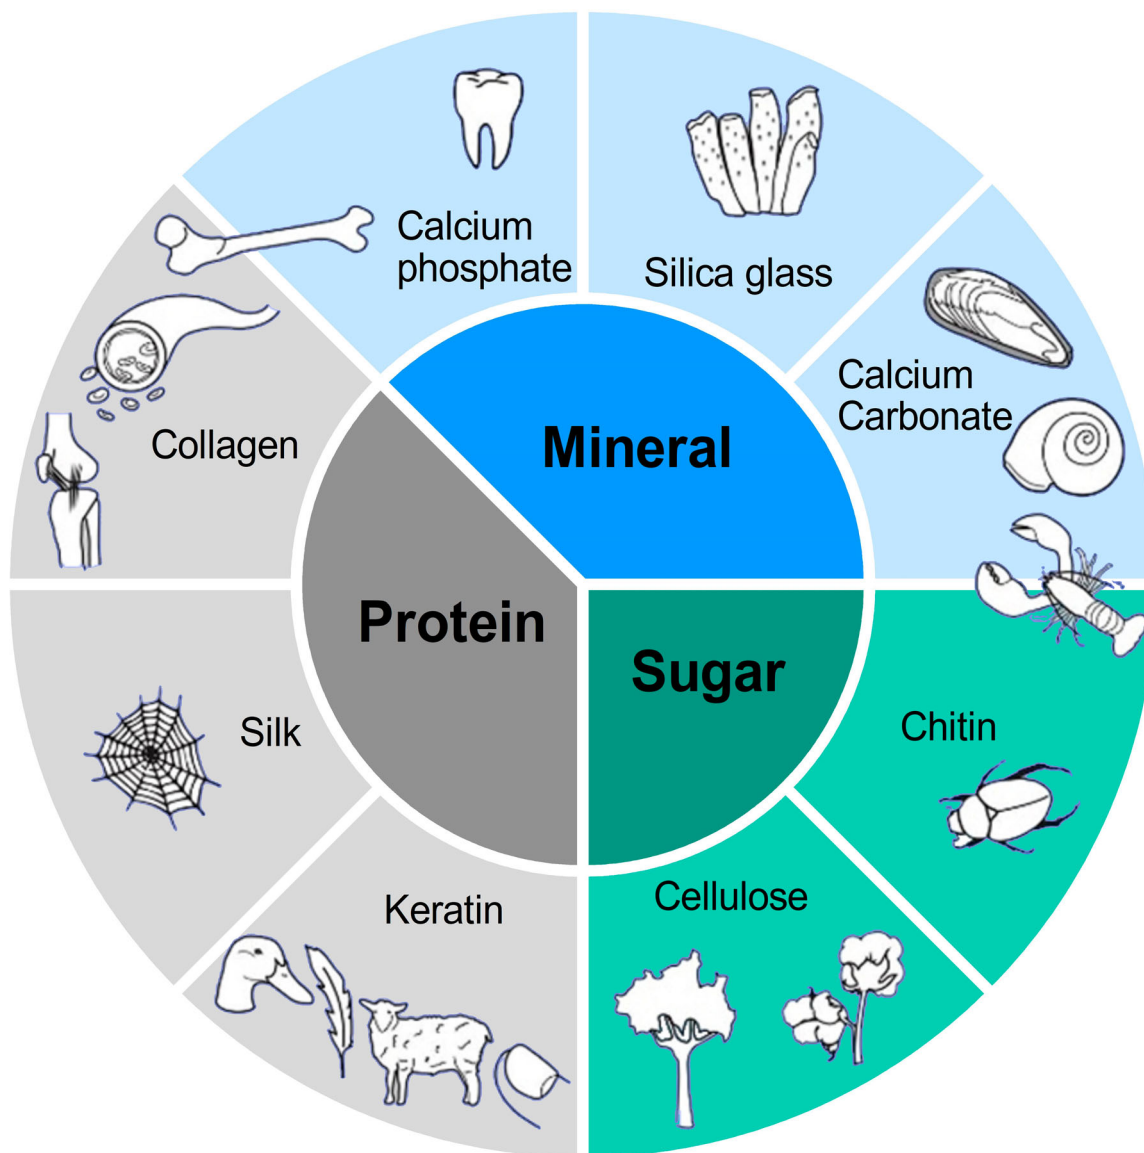 Calcium
phosphate
Silica glass
Calcium
Carbonate
Mineral
Collagen
Protein
Sugar
Silk
Chitin
Keratin
Cellulose